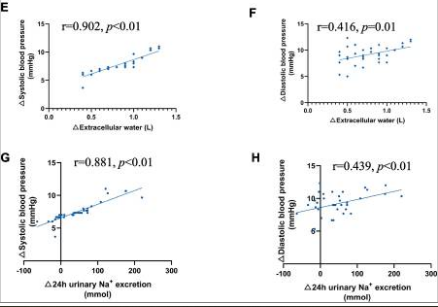 E
r=0.902, p<0.01
△Systolic blood pressure
(mmHg)
15
10
5
0
0.0 0.5 1.0 1.5
△Extracellular water (L)
F
r=0.416, p=0.01
△Diastolic blood pressure
(mmHg)
15
10
5
0
0.0 0.5 1.0 1.5
△Extracellular water (L)
G
r=0.881, p<0.01
△Systolic blood pressure
(mmHg)
15
10
5
-100 0 100 200 300
△24h urinary Na⁺ excretion
(mmol)
H
r=0.439, p<0.01
△Diastolic blood pressure
(mmHg)
15
10
-100 0 100 200 300
△24h urinary Na⁺ excretion
(mmol)